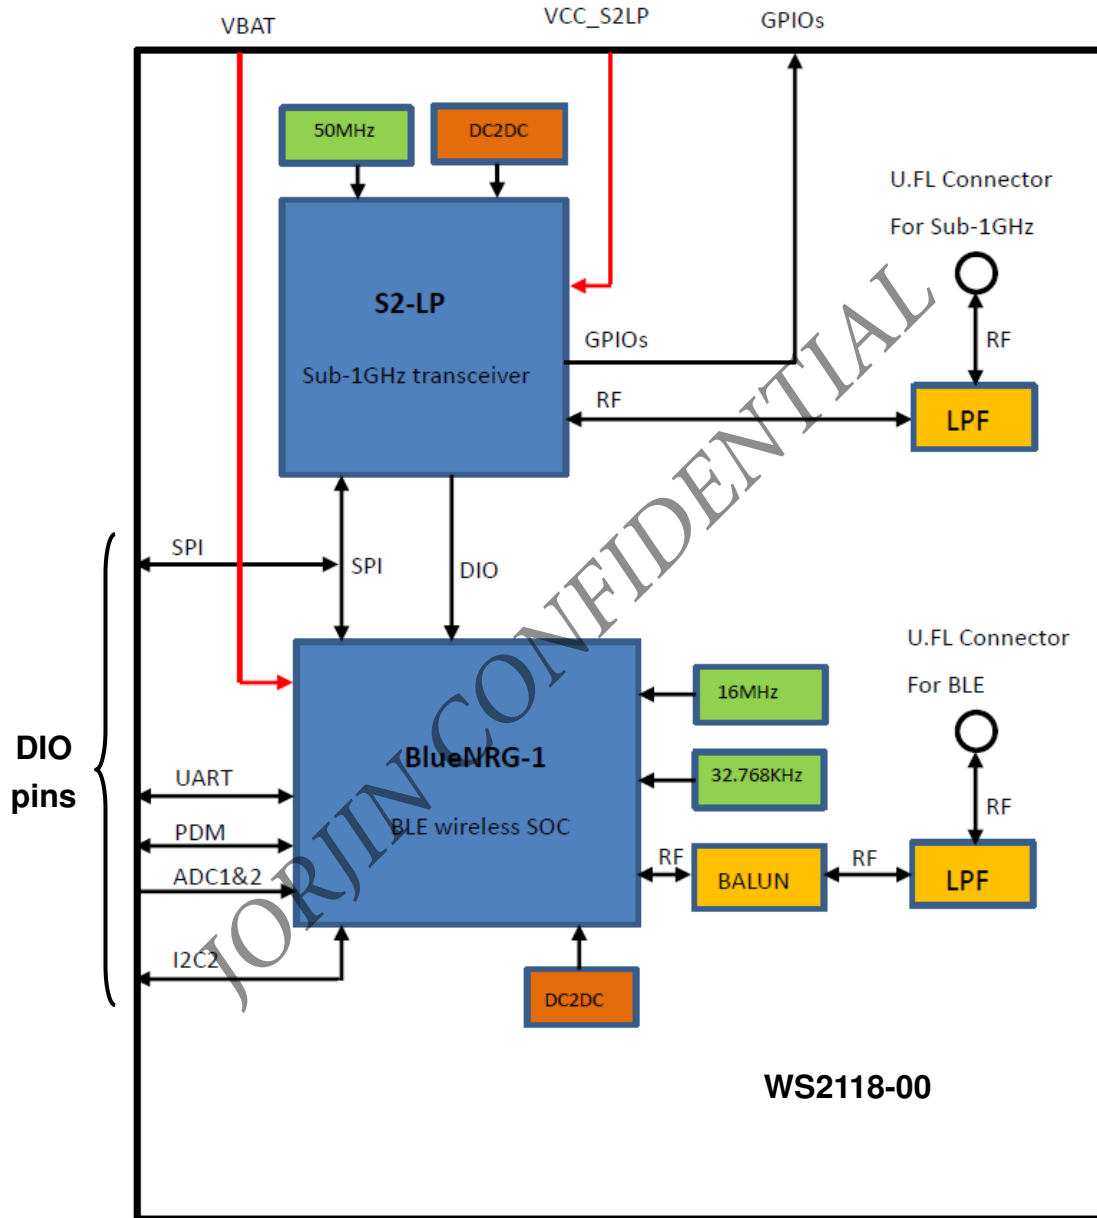 VBAT
VCC_S2LP
GPIOs
50MHz
DC2DC
U.FL Connector
For Sub-1GHz
S2-LP
Sub-1GHz transceiver
GPIOs
RF
RF
LPF
SPI
SPI
DIO
DIO
pins
U.FL Connector
For BLE
16MHz
32.768KHz
BlueNRG-1
BLE wireless SOC
UART
PDM
ADC1&2
I2C2
RF
BALUN
RF
RF
LPF
DC2DC
WS2118-00
JORJIN CONFIDENTIAL